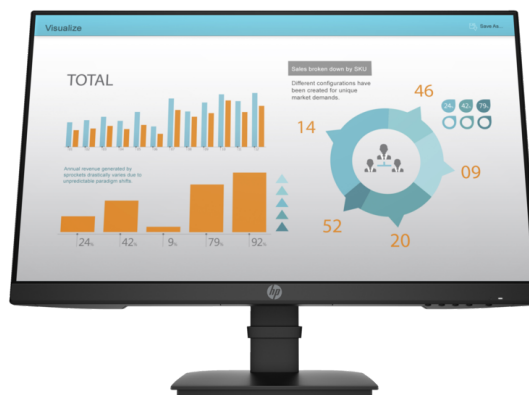 Visualize
Save As...
TOTAL
Sales broken down by SKU
Different configurations have
been created for unique
market demands.
46
24%
42%
79%
14
09
Annual revenue generated by
sprockets drastically varies due to
unpredictable paradigm shifts.
52
20
24%
42%
9%
79%
92%
hp